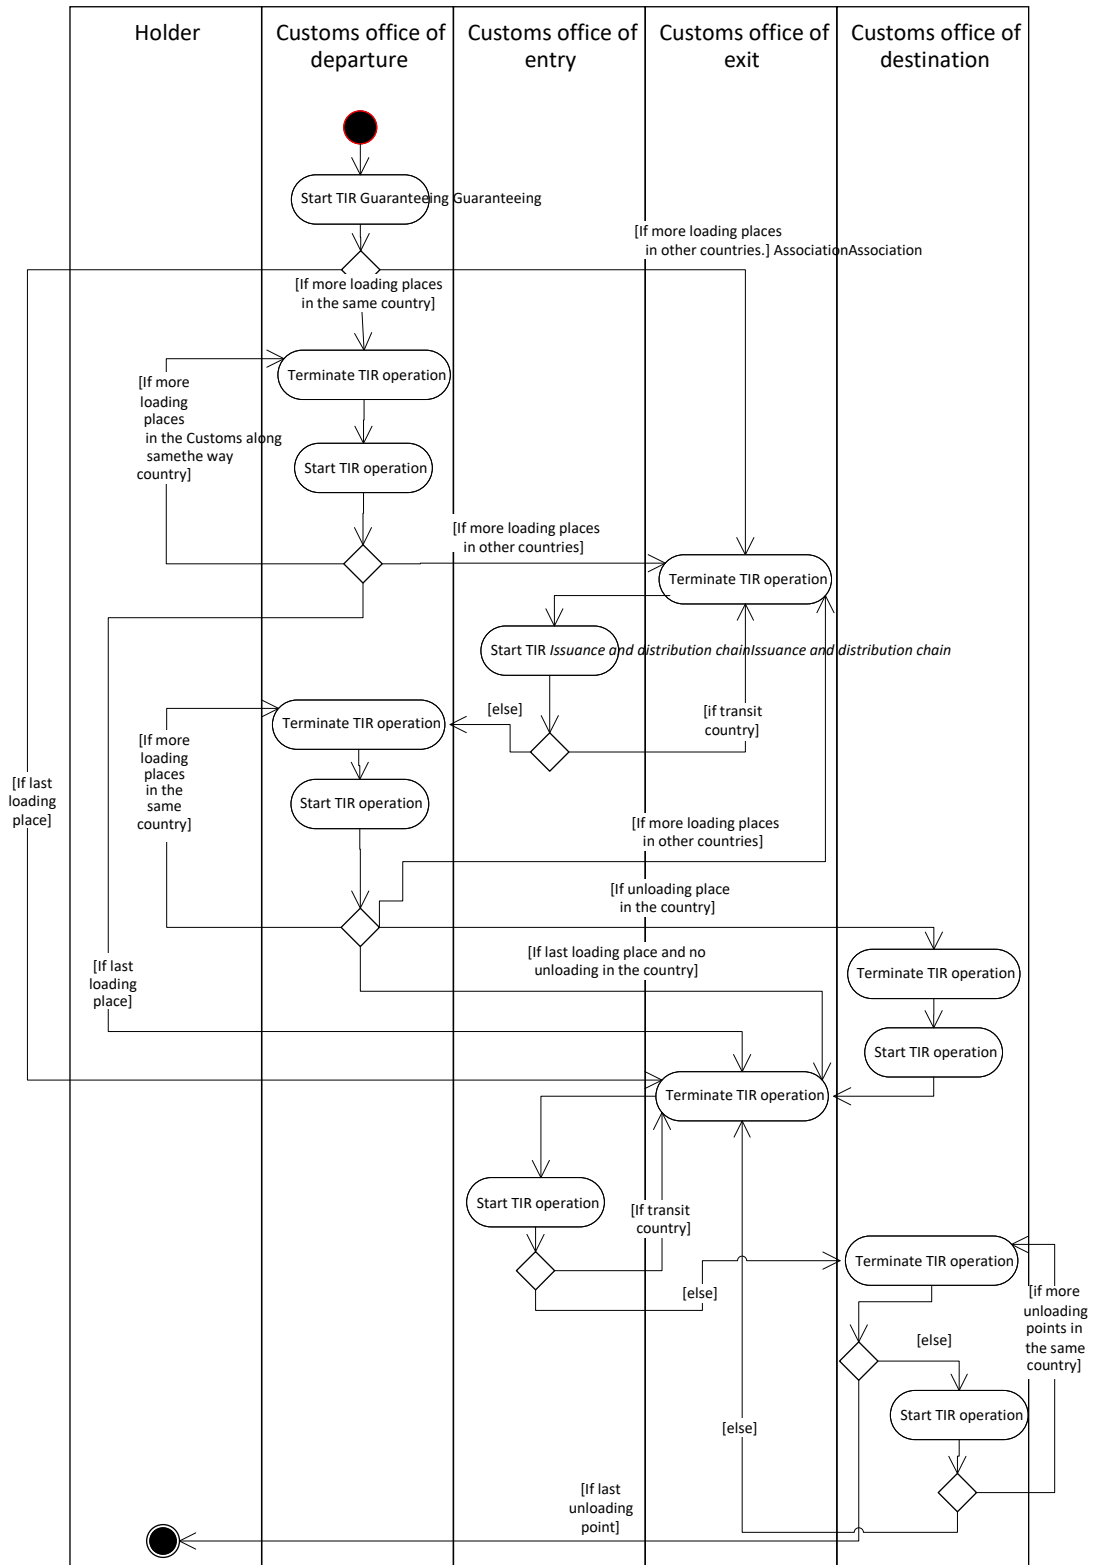 Holder
Customs office of
departure
Customs office of
entry
Customs office of
exit
Customs office of
destination
Start TIR Guaranteeing Guaranteeing
[If more loading places
in other countries.] AssociationAssociation
[If more loading places
in the same country]
Terminate TIR operation
[If more
loading
places
in the Customs along
samethe way
country]
Start TIR operation
[If more loading places
in other countries]
Terminate TIR operation
Start TIR Issuance and distribution chainIssuance and distribution chain
[else]
[if transit
country]
Terminate TIR operation
[If more
loading
places
in the
same
country]
[If last
loading
place]
Start TIR operation
[If more loading places
in other countries]
[If unloading place
in the country]
[If last loading place and no
unloading in the country]
[If last
loading
place]
Terminate TIR operation
Start TIR operation
Terminate TIR operation
Start TIR operation
[If transit
country]
Terminate TIR operation
[else]
[if more
unloading
points in
the same
country]
[else]
Start TIR operation
[else]
[If last
unloading
point]